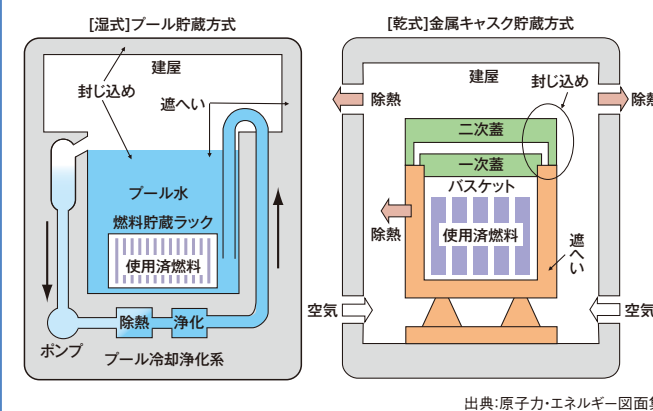 [湿式]プール貯蔵方式
建屋
封じ込め
遮へい
プール水
燃料貯蔵ラック
使用済燃料
除熱
浄化
ポンプ
プール冷却浄化系
[乾式]金属キャスク貯蔵方式
建屋
封じ込め
除熱
除熱
二次蓋
一次蓋
バスケット
使用済燃料
除熱
遮へい
空気
空気
出典:原子力・エネルギー図面集